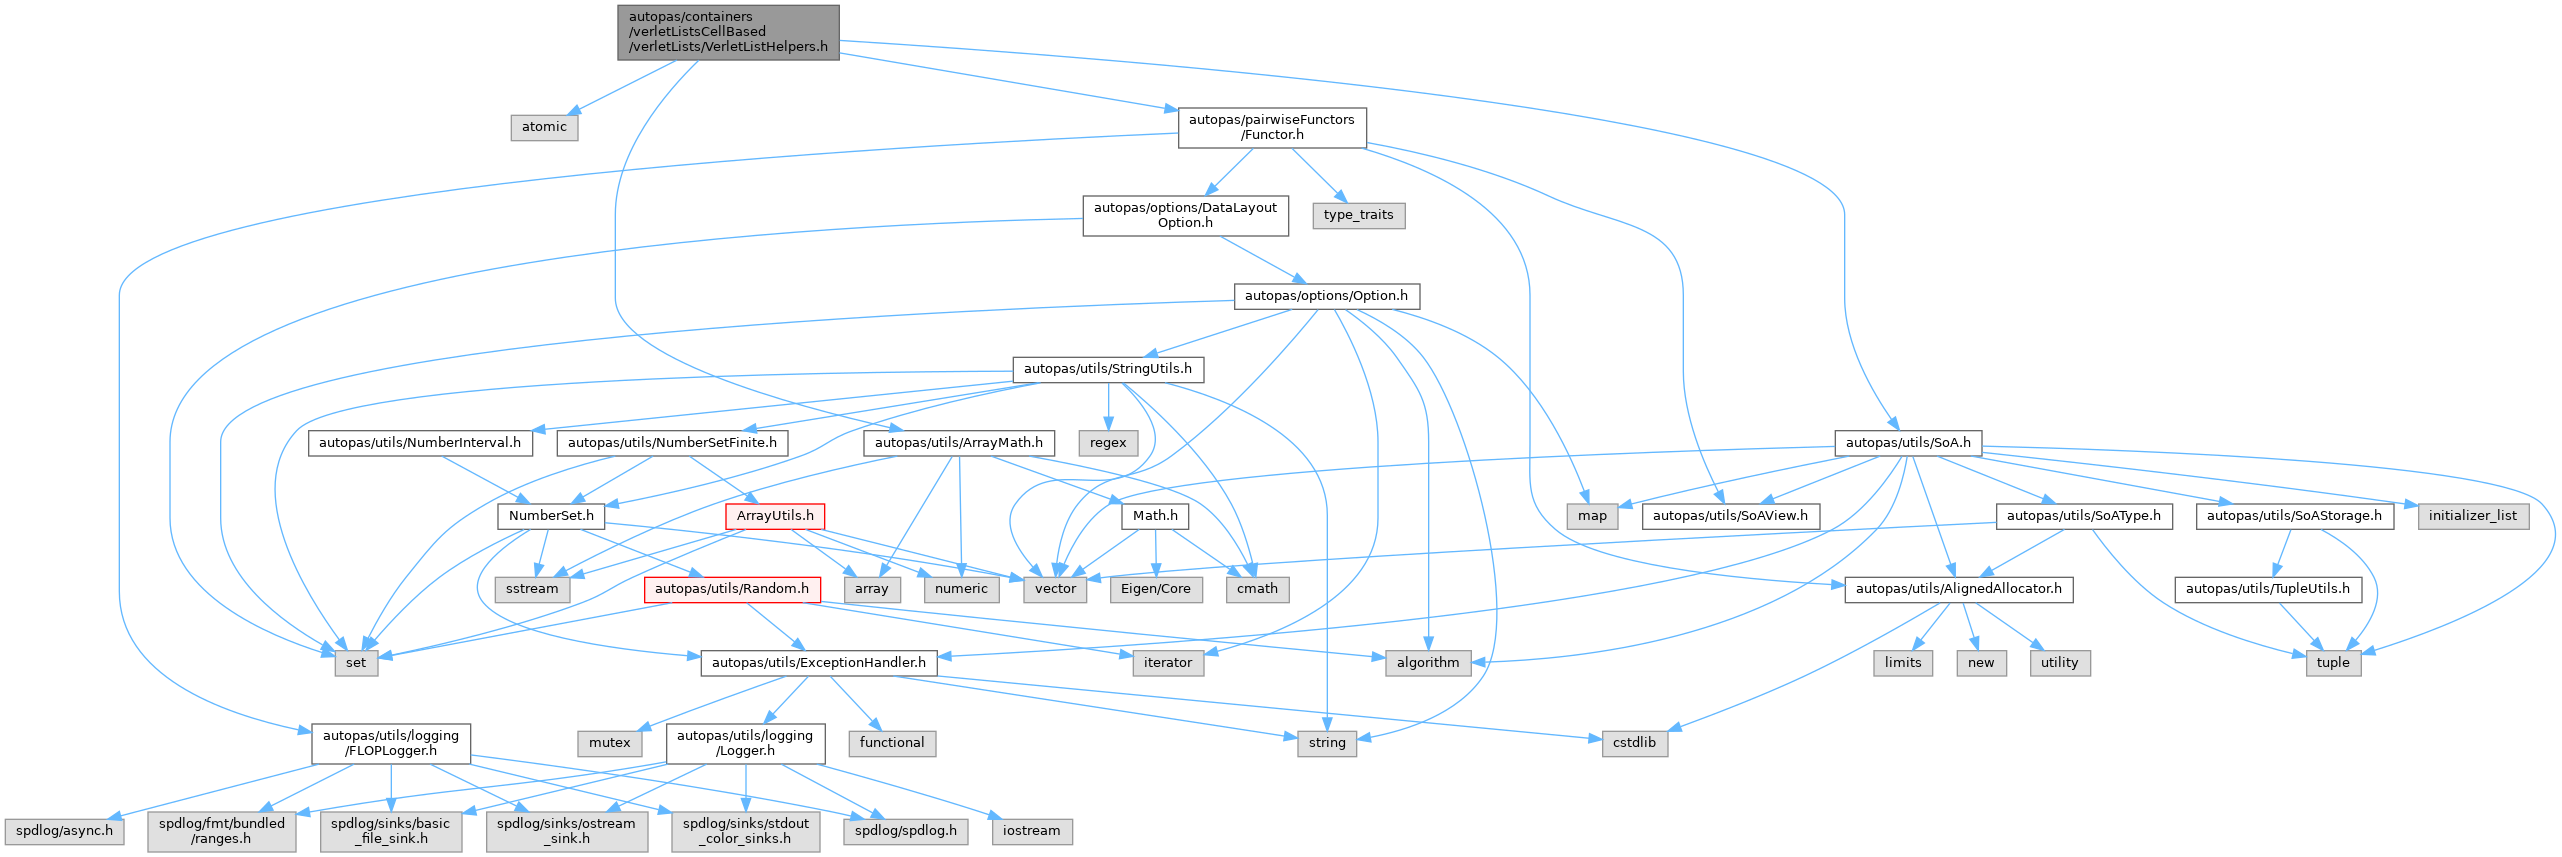 autopas/containers
/verletListsCellBased
/verletLists/VerletListHelpers.h
atomic
autopas/pairwiseFunctors
/Functor.h
autopas/options/DataLayout
Option.h
type_traits
autopas/options/Option.h
autopas/utils/StringUtils.h
autopas/utils/NumberInterval.h
autopas/utils/NumberSetFinite.h
autopas/utils/ArrayMath.h
regex
autopas/utils/SoA.h
NumberSet.h
ArrayUtils.h
Math.h
map
autopas/utils/SoAView.h
autopas/utils/SoAType.h
autopas/utils/SoAStorage.h
initializer_list
sstream
autopas/utils/Random.h
array
numeric
vector
Eigen/Core
cmath
autopas/utils/AlignedAllocator.h
autopas/utils/TupleUtils.h
set
autopas/utils/ExceptionHandler.h
iterator
algorithm
limits
new
utility
tuple
autopas/utils/logging
/FLOPLogger.h
mutex
autopas/utils/logging
/Logger.h
functional
string
cstdlib
spdlog/async.h
spdlog/fmt/bundled
/ranges.h
spdlog/sinks/basic
_file_sink.h
spdlog/sinks/ostream
_sink.h
spdlog/sinks/stdout
_color_sinks.h
spdlog/spdlog.h
iostream